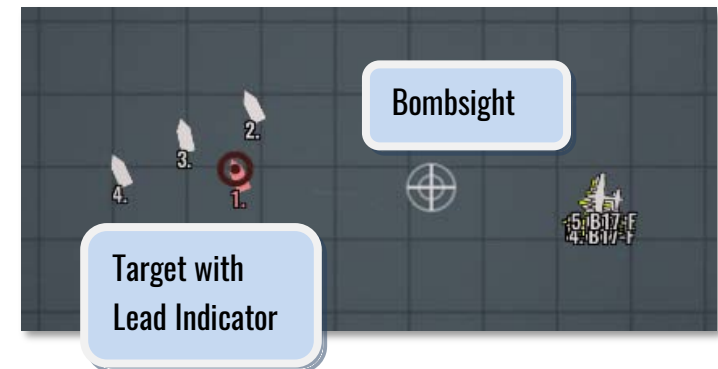 Bombsight
2.
3.
4.
1.
5. B17-F
4. B17-F
Target with
Lead Indicator